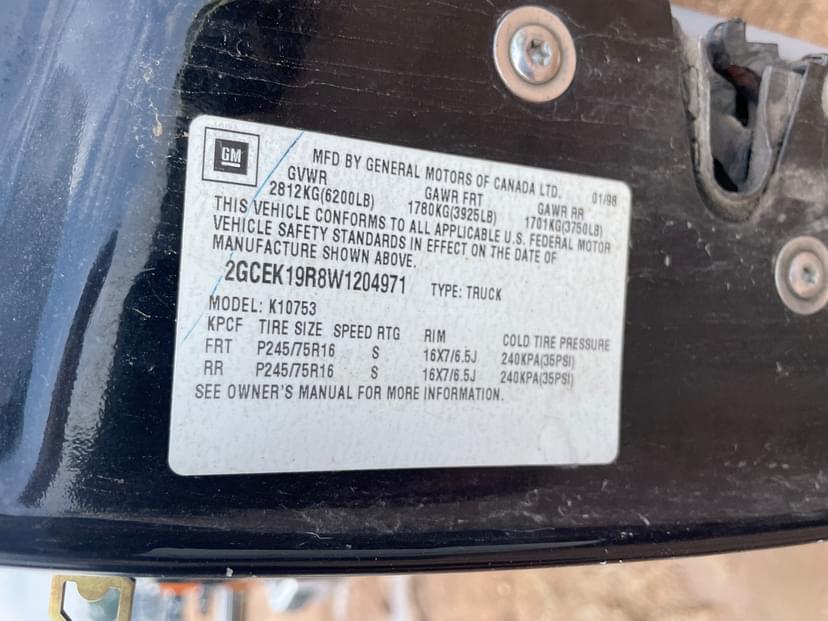 GM
MFD BY GENERAL MOTORS OF CANADA LTD. 01/98
GVWR GAWR FRT GAWR RR
2812KG(6200LB) 1780KG(3925LB) 1701KG(3750LB)
THIS VEHICLE CONFORMS TO ALL APPLICABLE U.S. FEDERAL MOTOR
VEHICLE SAFETY STANDARDS IN EFFECT ON THE DATE OF
MANUFACTURE SHOWN ABOVE.
2GCEK19R8W1204971 TYPE: TRUCK
MODEL: K10753
KPCF TIRE SIZE SPEED RTG RIM COLD TIRE PRESSURE
FRT P245/75R16 S 16X7/6.5J 240KPA(35PSI)
RR P245/75R16 S 16X7/6.5J 240KPA(35PSI)
SEE OWNER'S MANUAL FOR MORE INFORMATION.